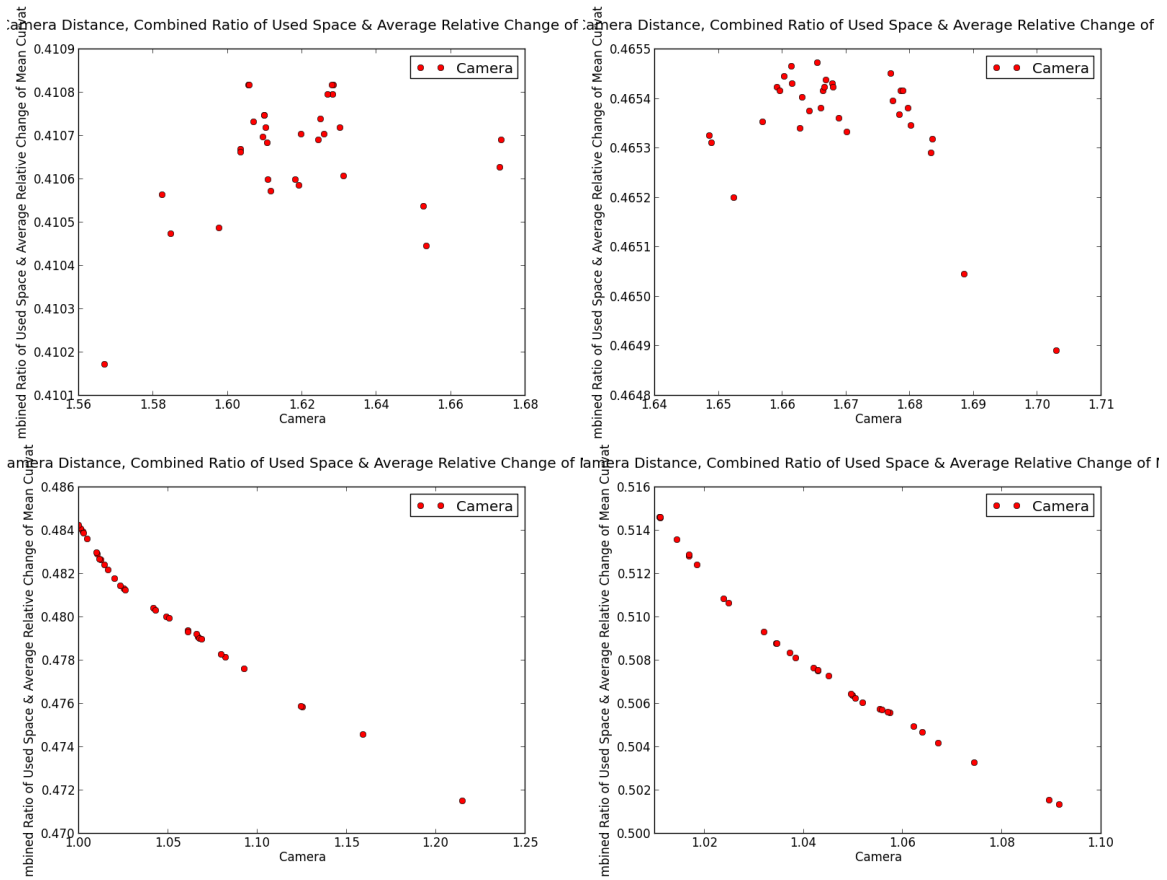 amera Distance, Combined Ratio of Used Space & Average Relative Change of
mbined Ratio of Used Space & Average Relative Change of Mean Curvat
0.4109
0.4108
0.4107
0.4106
0.4105
0.4104
0.4103
0.4102
0.4101
Camera
1.56 1.58 1.60 1.62 1.64 1.66 1.68
Camera
amera Distance, Combined Ratio of Used Space & Average Relative Change of
mbined Ratio of Used Space & Average Relative Change of Mean Curvat
0.4655
0.4654
0.4653
0.4652
0.4651
0.4650
0.4649
0.4648
Camera
1.64 1.65 1.66 1.67 1.68 1.69 1.70 1.71
Camera
amera Distance, Combined Ratio of Used Space & Average Relative Change of
mbined Ratio of Used Space & Average Relative Change of Mean Curvat
0.486
0.484
0.482
0.480
0.478
0.476
0.474
0.472
0.470
Camera
1.00 1.05 1.10 1.15 1.20 1.25
Camera
amera Distance, Combined Ratio of Used Space & Average Relative Change of
mbined Ratio of Used Space & Average Relative Change of Mean Curvat
0.516
0.514
0.512
0.510
0.508
0.506
0.504
0.502
0.500
Camera
1.02 1.04 1.06 1.08 1.10
Camera